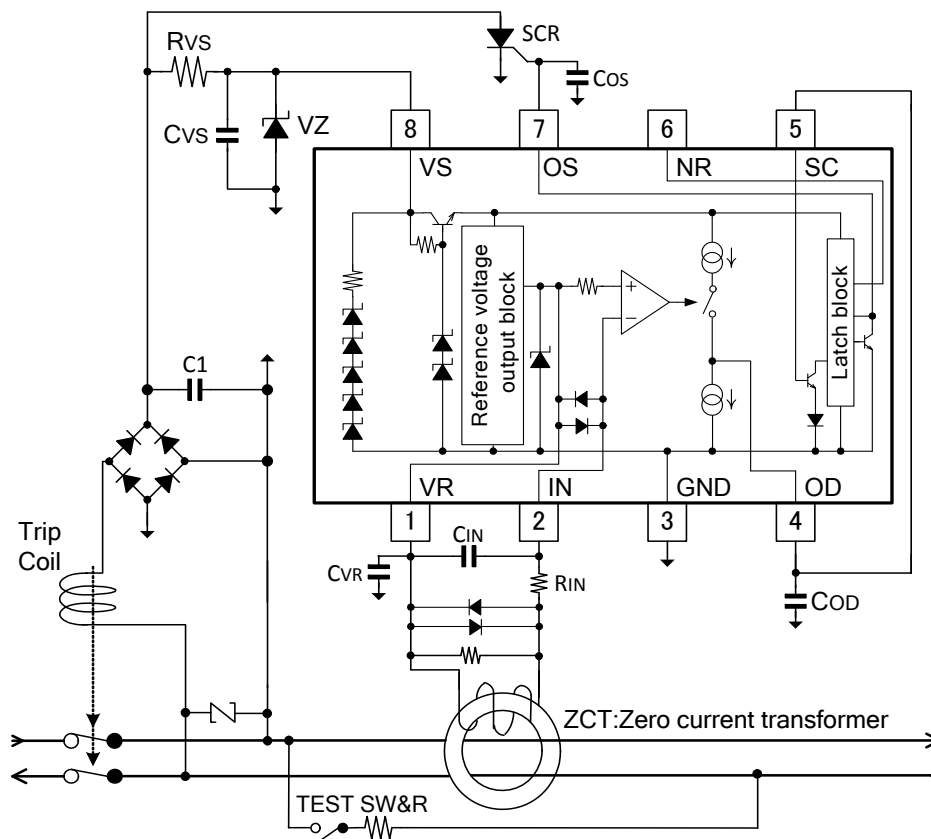 SCR
RVS
COS
CVS
VZ
8
7
6
5
VS
OS
NR
SC
Reference voltage
output block
+
−
Latch block
C1
VR
IN
GND
OD
1
2
3
4
Trip
Coil
CIN
CVR
RIN
COD
ZCT:Zero current transformer
TEST SW&R